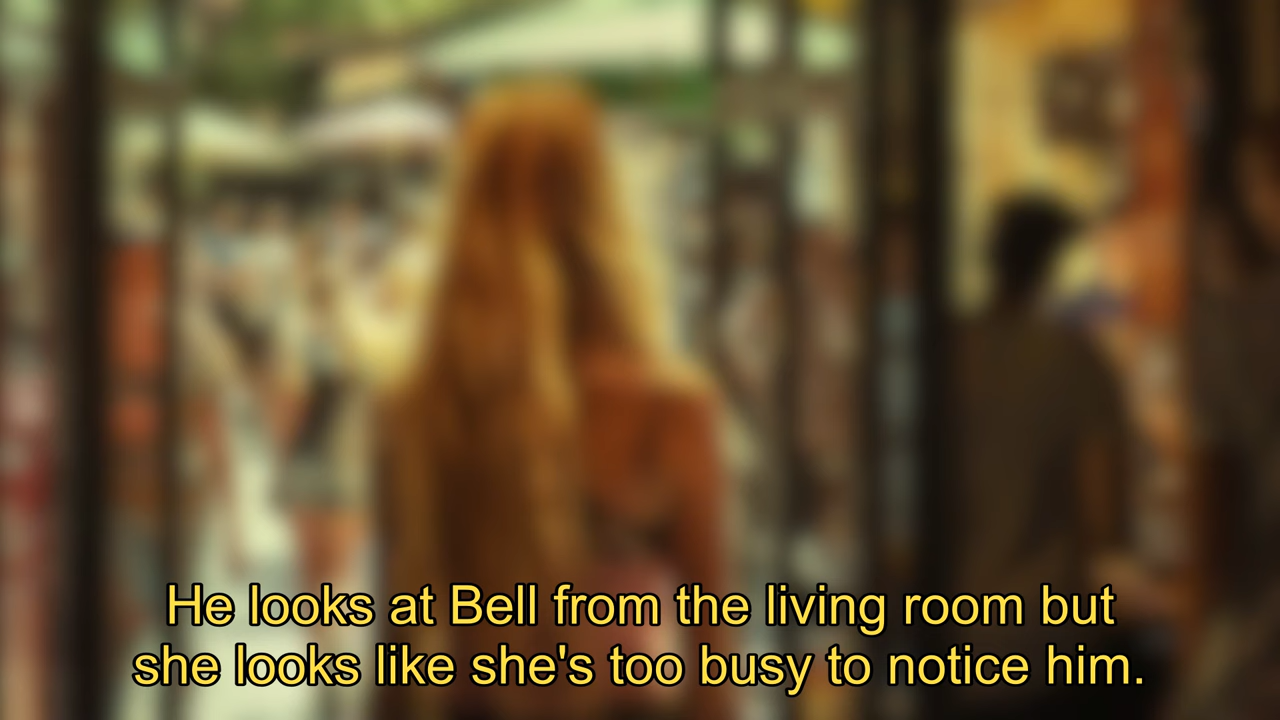 He looks at Bell from the living room but
she looks like she's too busy to notice him.